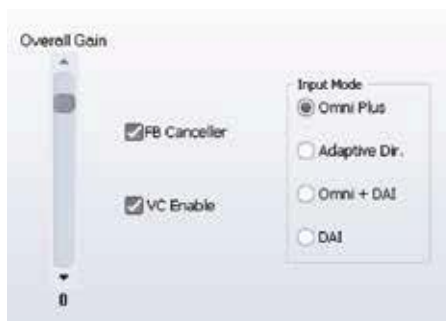 Overall Gain
FB Canceller
VC Enable
0
Input Mode
Omni Plus
Adaptive Dir.
Omni + DAI
DAI